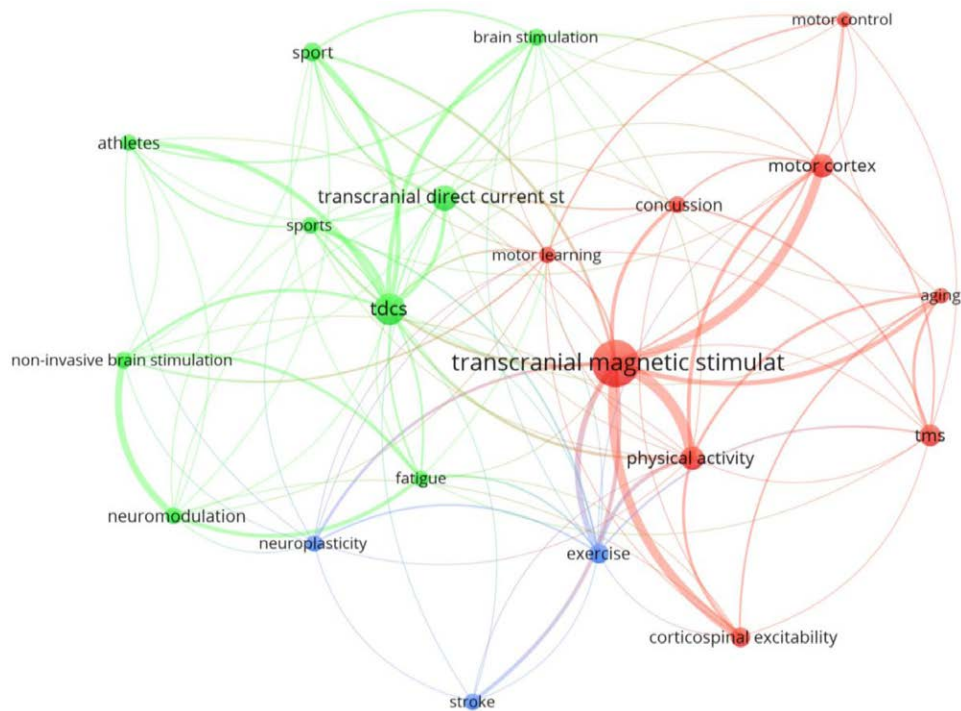 motor control
brain stimulation
sport
athletes
motor cortex
transcranial direct current st
concussion
sports
motor learning
aging
tdcs
non-invasive brain stimulation
transcranial magnetic stimulat
tms
physical activity
fatigue
neuromodulation
neuroplasticity
exercise
corticospinal excitability
stroke